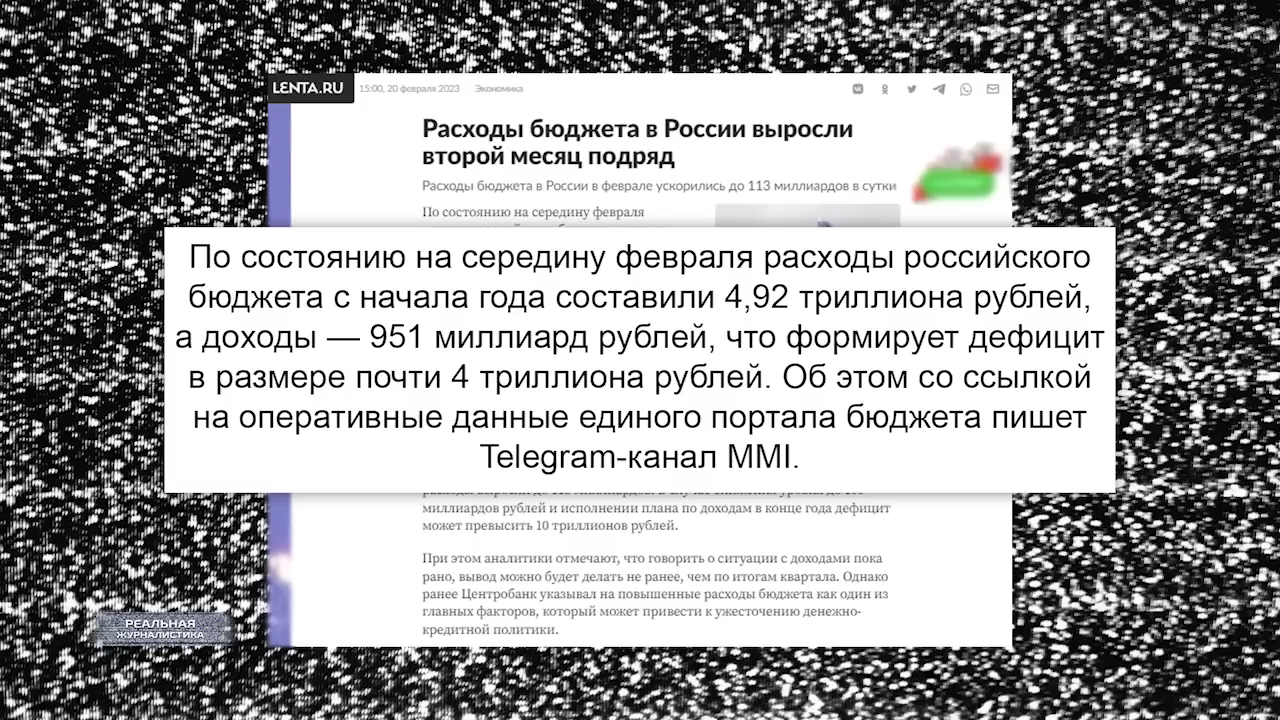 LENTA.RU
15:00, 20 февраля 2023 Экономика
Расходы бюджета в России выросли
второй месяц подряд
Расходы бюджета в России в феврале ускорились до 113 миллиардов в сутки
По состоянию на середину февраля
По состоянию на середину февраля расходы российского
бюджета с начала года составили 4,92 триллиона рублей,
а доходы — 951 миллиард рублей, что формирует дефицит
в размере почти 4 триллиона рублей. Об этом со ссылкой
на оперативные данные единого портала бюджета пишет
Telegram-канал MMI.
миллиардов рублей и исполнении плана по доходам в конце года дефицит
может превысить 10 триллионов рублей.
При этом аналитики отмечают, что говорить о ситуации с доходами пока
рано, вывод можно будет делать не ранее, чем по итогам квартала. Однако
ранее Центробанк указывал на повышенные расходы бюджета как один из
главных факторов, который может привести к ужесточению денежно-
кредитной политики.
РЕАЛЬНАЯ
ЖУРНАЛИСТИКА